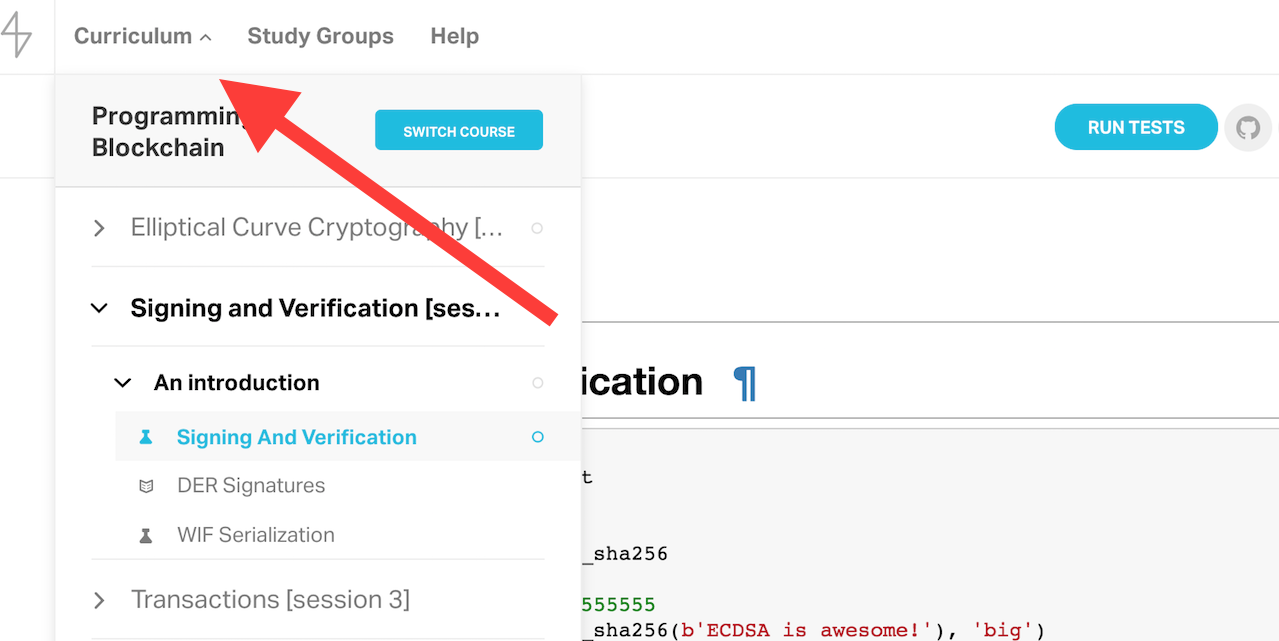 Curriculum Study Groups Help
Programming
Blockchain
SWITCH COURSE
RUN TESTS
Elliptical Curve Cryptography [...
Signing and Verification [ses...
An introduction
ication ¶
Signing And Verification
t
DER Signatures
WIF Serialization
_sha256
Transactions [session 3]
555555
_sha256(b'ECDSA is awesome!'), 'big')